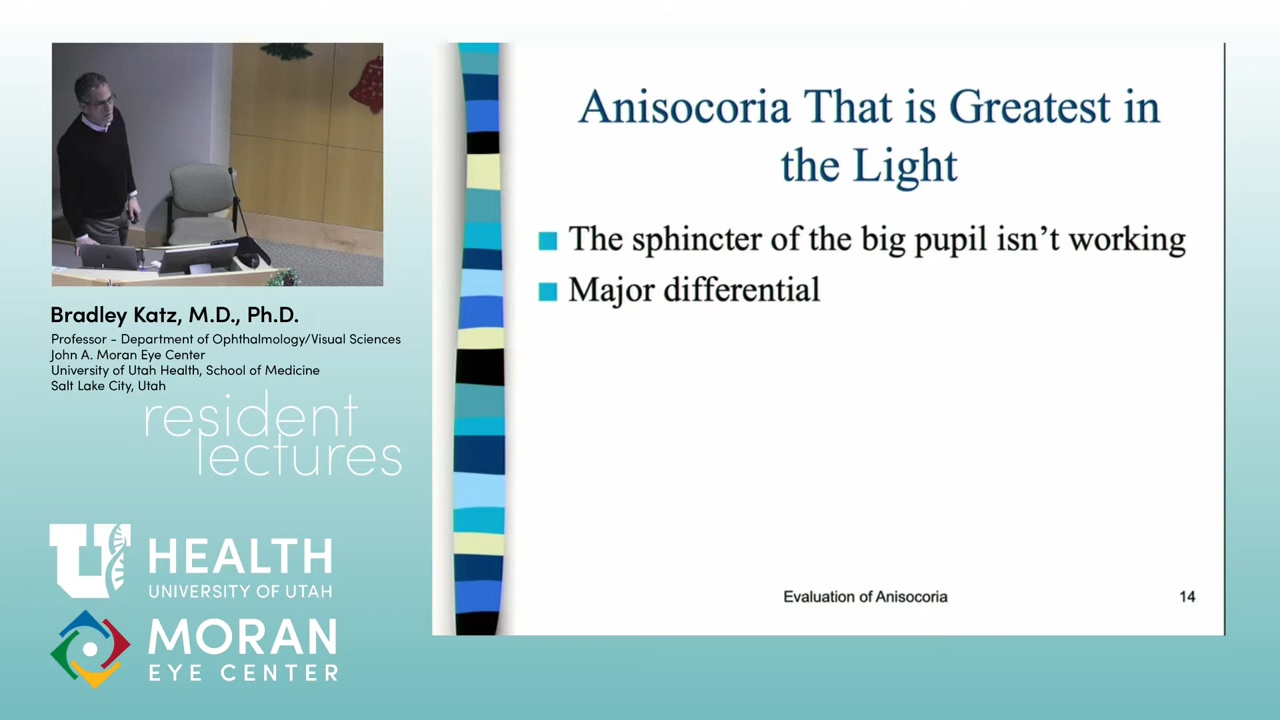 Bradley Katz, M.D., Ph.D.
Professor - Department of Ophthalmology/Visual Sciences
John A. Moran Eye Center
University of Utah Health, School of Medicine
Salt Lake City, Utah
resident
lectures
U HEALTH
UNIVERSITY OF UTAH
MORAN
EYE CENTER
Anisocoria That is Greatest in
the Light
The sphincter of the big pupil isn't working
Major differential
Evaluation of Anisocoria
14